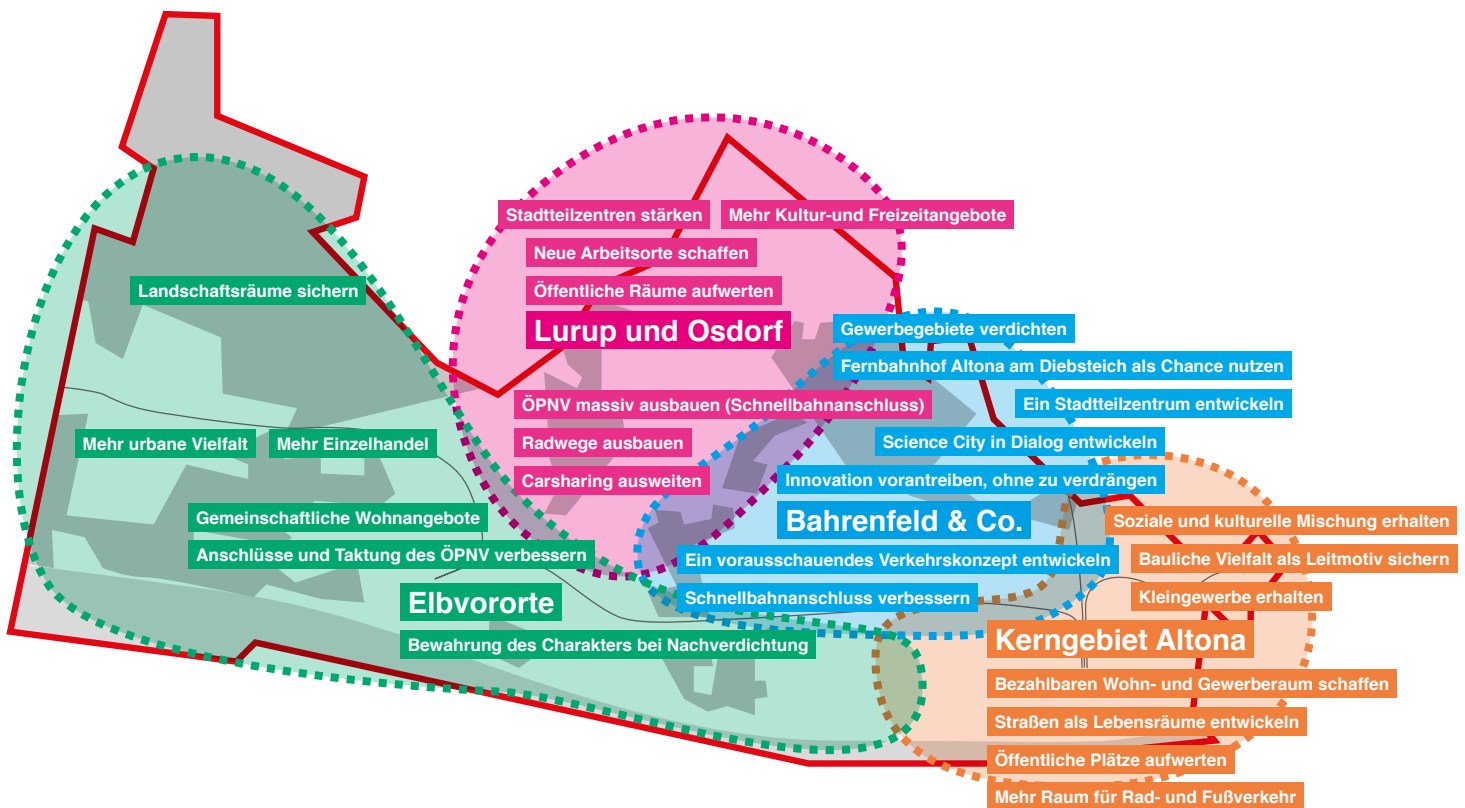 Stadtteilzentren stärken
Mehr Kultur-und Freizeitangebote
Neue Arbeitsorte schaffen
Öffentliche Räume aufwerten
Lurup und Osdorf
ÖPNV massiv ausbauen (Schnellbahnanschluss)
Radwege ausbauen
Carsharing ausweiten
Landschaftsräume sichern
Mehr urbane Vielfalt
Mehr Einzelhandel
Gemeinschaftliche Wohnangebote
Anschlüsse und Taktung des ÖPNV verbessern
Elbvororte
Bewahrung des Charakters bei Nachverdichtung
Gewerbegebiete verdichten
Fernbahnhof Altona am Diebsteich als Chance nutzen
Ein Stadtteilzentrum entwickeln
Science City in Dialog entwickeln
Innovation vorantreiben, ohne zu verdrängen
Bahrenfeld & Co.
Ein vorausschauendes Verkehrskonzept entwickeln
Schnellbahnanschluss verbessern
Soziale und kulturelle Mischung erhalten
Bauliche Vielfalt als Leitmotiv sichern
Kleingewerbe erhalten
Kerngebiet Altona
Bezahlbaren Wohn- und Gewerberaum schaffen
Straßen als Lebensräume entwickeln
Öffentliche Plätze aufwerten
Mehr Raum für Rad- und Fußverkehr